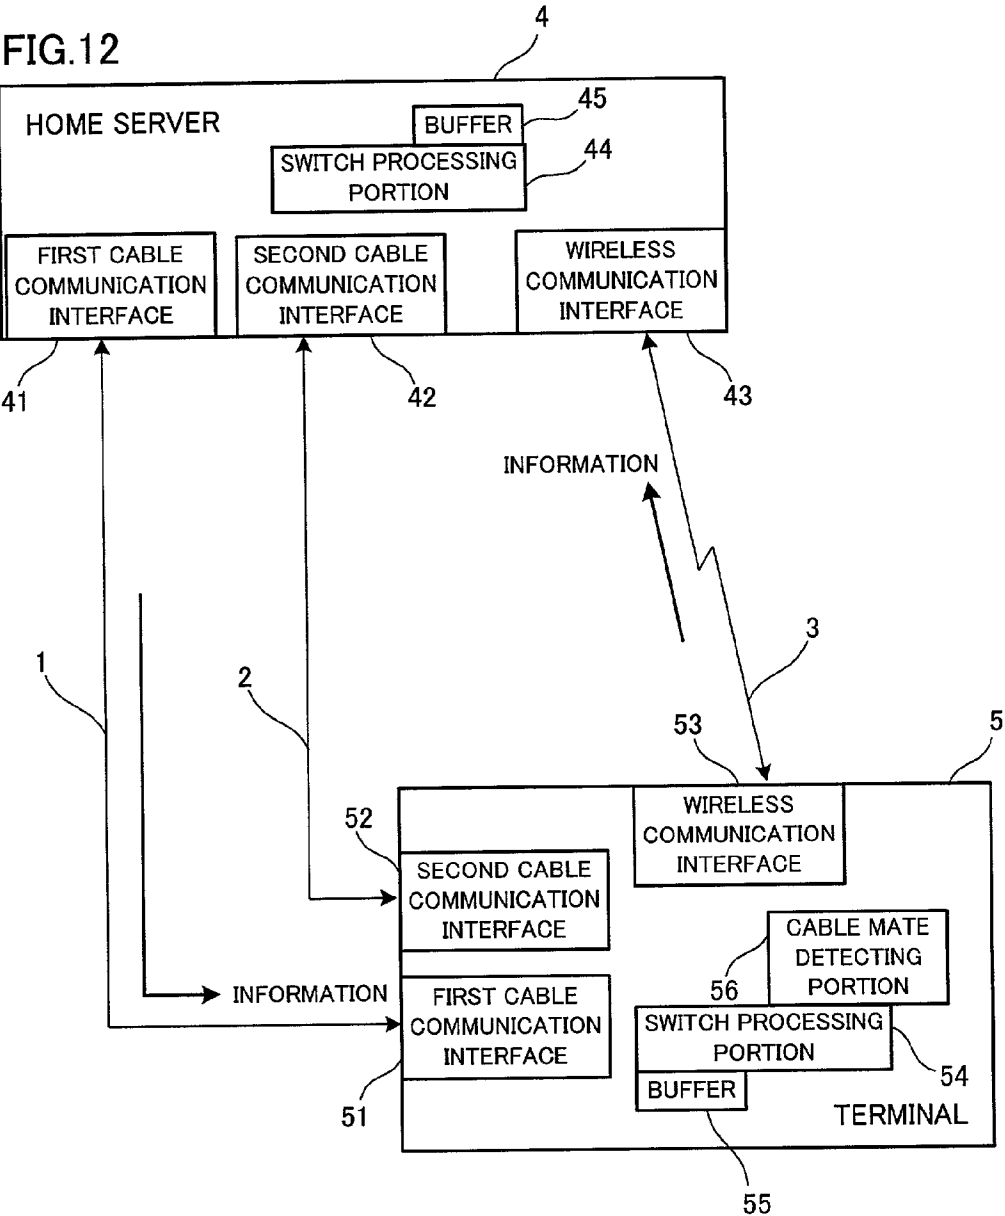 FIG.12
4
HOME SERVER
BUFFER
45
SWITCH PROCESSING
PORTION
44
FIRST CABLE
COMMUNICATION
INTERFACE
SECOND CABLE
COMMUNICATION
INTERFACE
WIRELESS
COMMUNICATION
INTERFACE
41
42
43
INFORMATION
1
2
3
53
5
WIRELESS
COMMUNICATION
INTERFACE
52
SECOND CABLE
COMMUNICATION
INTERFACE
CABLE MATE
DETECTING
PORTION
56
INFORMATION
FIRST CABLE
COMMUNICATION
INTERFACE
SWITCH PROCESSING
PORTION
54
51
BUFFER
TERMINAL
55